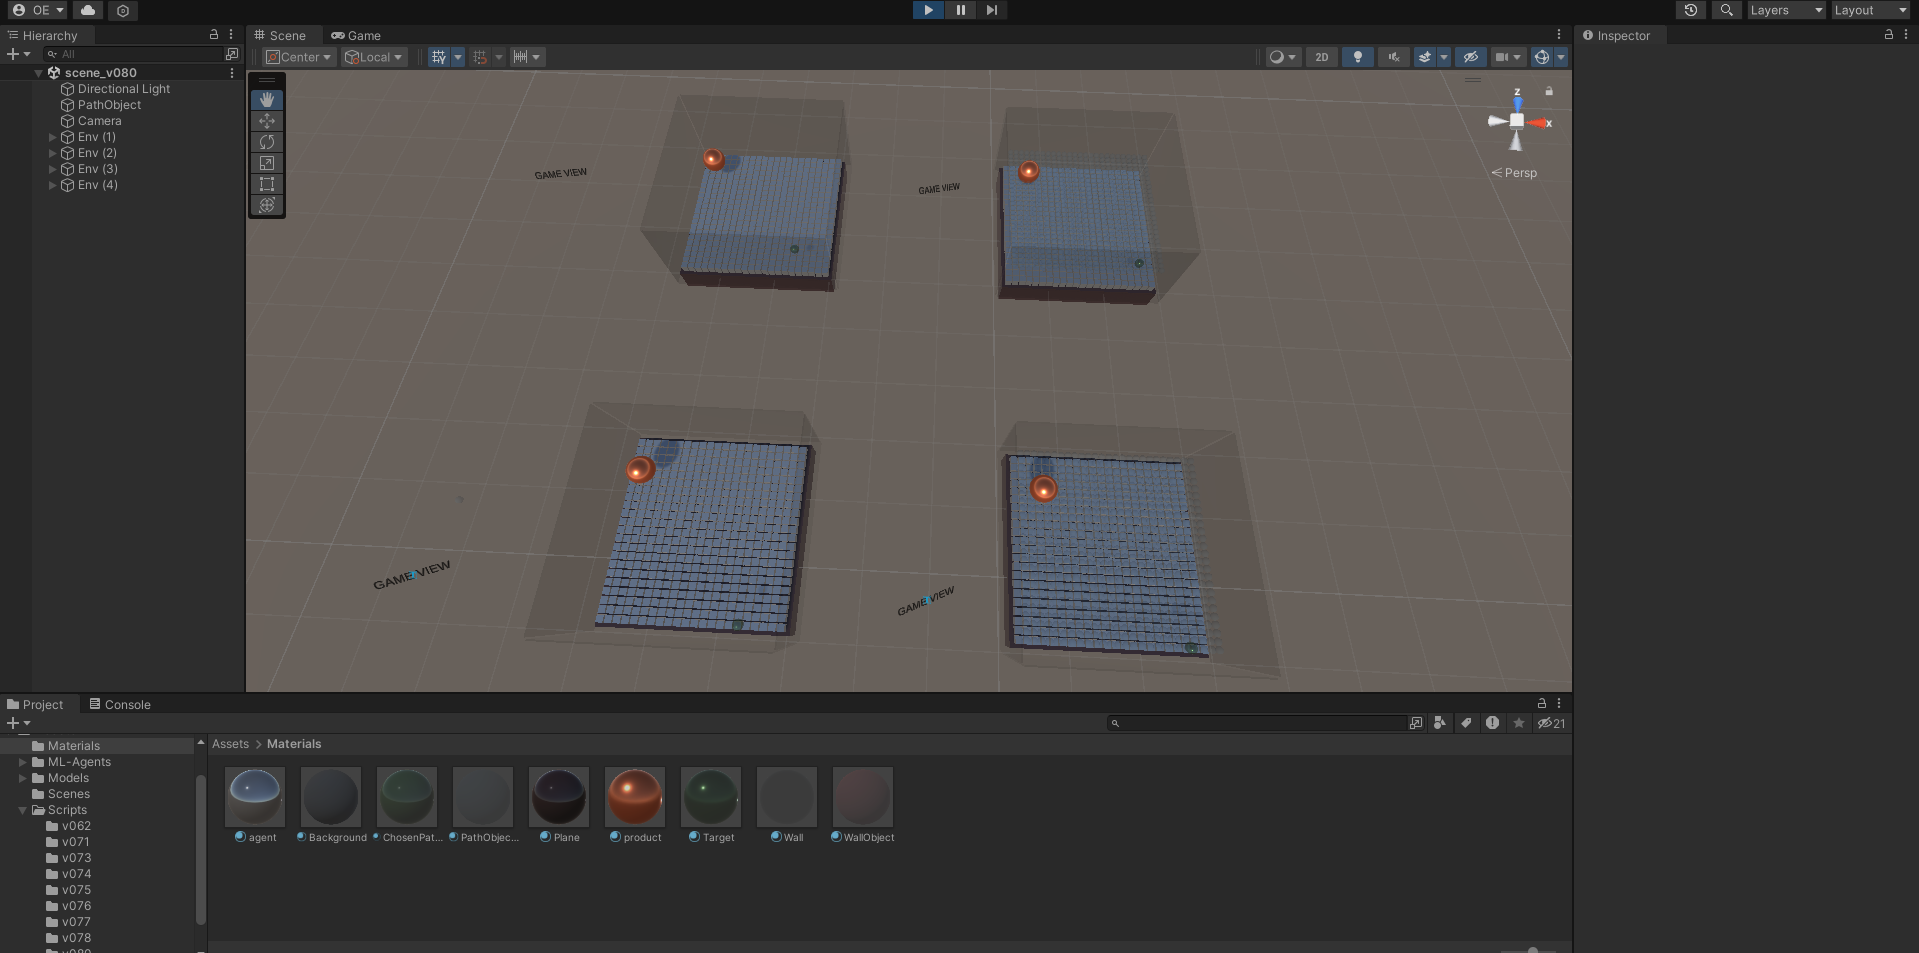 OE
Layers
Layout
Hierarchy
All
scene_v080
Directional Light
PathObject
Camera
Env (1)
Env (2)
Env (3)
Env (4)
Scene
Game
Center
Local
2D
GAME VIEW
GAME VIEW
GAME VIEW
GAME VIEW
z
x
Persp
Inspector
Project
Console
21
Materials
ML-Agents
Models
Scenes
Scripts
v062
v071
v073
v074
v075
v076
v077
v078
Assets > Materials
agent
Background
ChosenPat...
PathObjec...
Plane
product
Target
Wall
WallObject